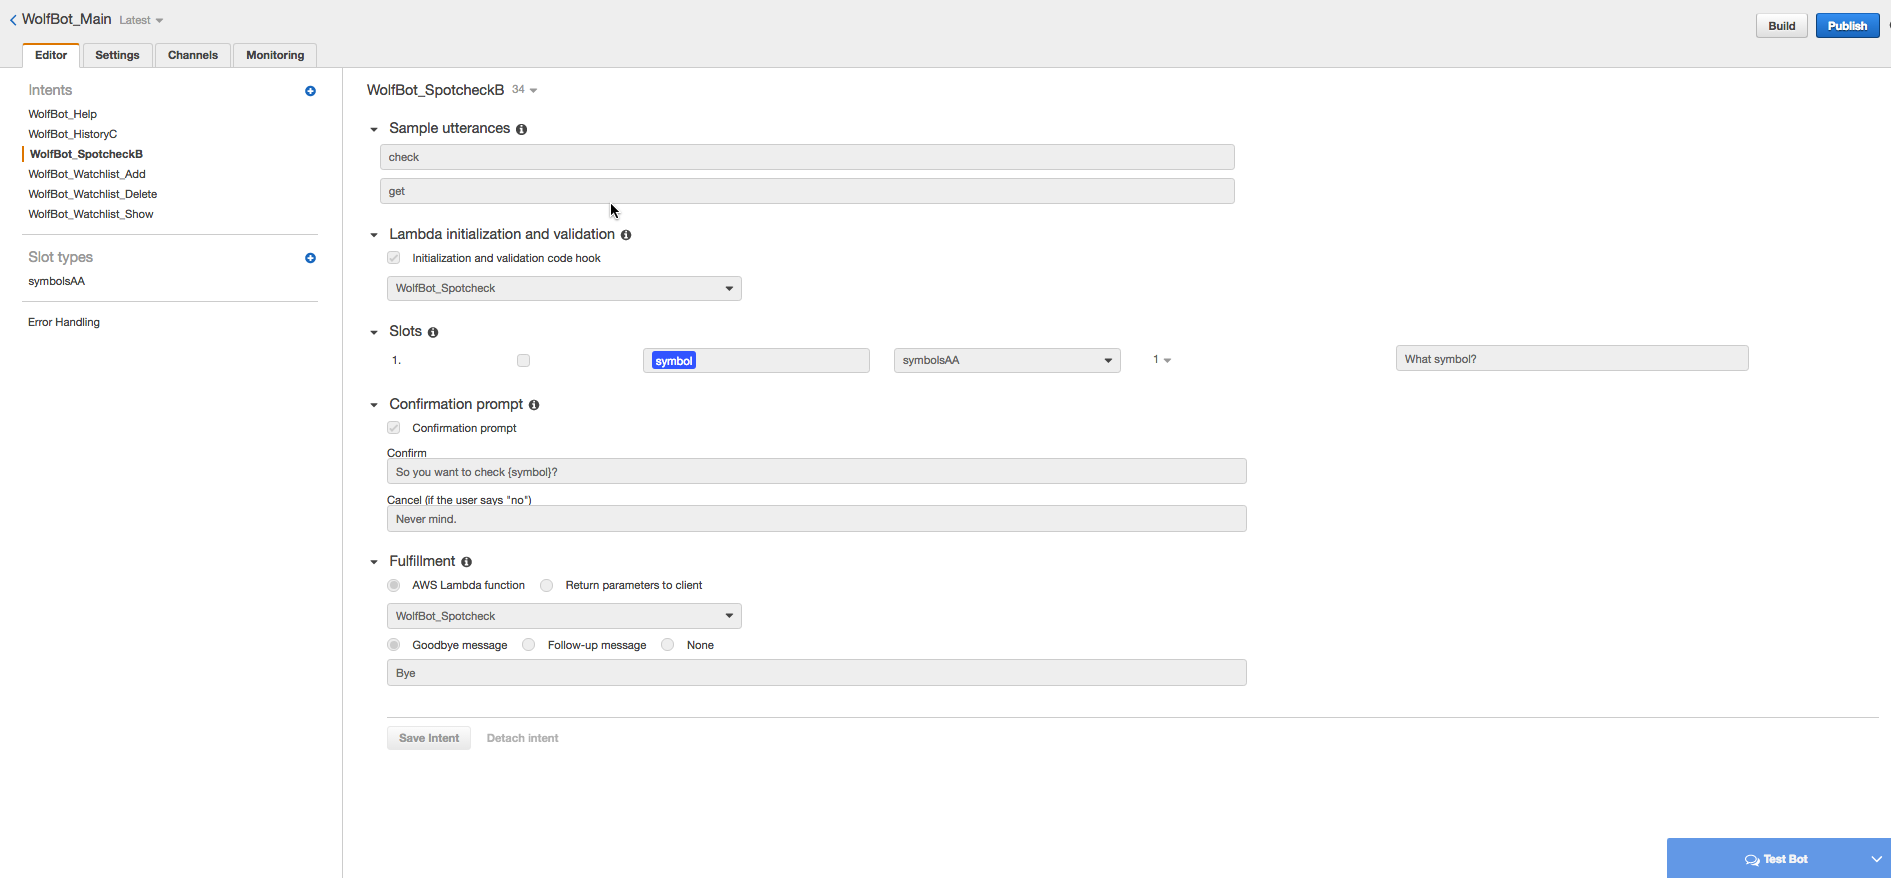 WolfBot_Main Latest
Build Publish
Editor Settings Channels Monitoring
Intents
WolfBot_Help
WolfBot_HistoryC
WolfBot_SpotcheckB
WolfBot_Watchlist_Add
WolfBot_Watchlist_Delete
WolfBot_Watchlist_Show
Slot types
symbolsAA
Error Handling
WolfBot_SpotcheckB 34
Sample utterances
check
get
Lambda initialization and validation
Initialization and validation code hook
WolfBot_Spotcheck
Slots
1. symbol symbolsAA 1 What symbol?
Confirmation prompt
Confirmation prompt
Confirm
So you want to check {symbol}?
Cancel (if the user says "no")
Never mind.
Fulfillment
AWS Lambda function Return parameters to client
WolfBot_Spotcheck
Goodbye message Follow-up message None
Bye
Save Intent Detach intent
Test Bot